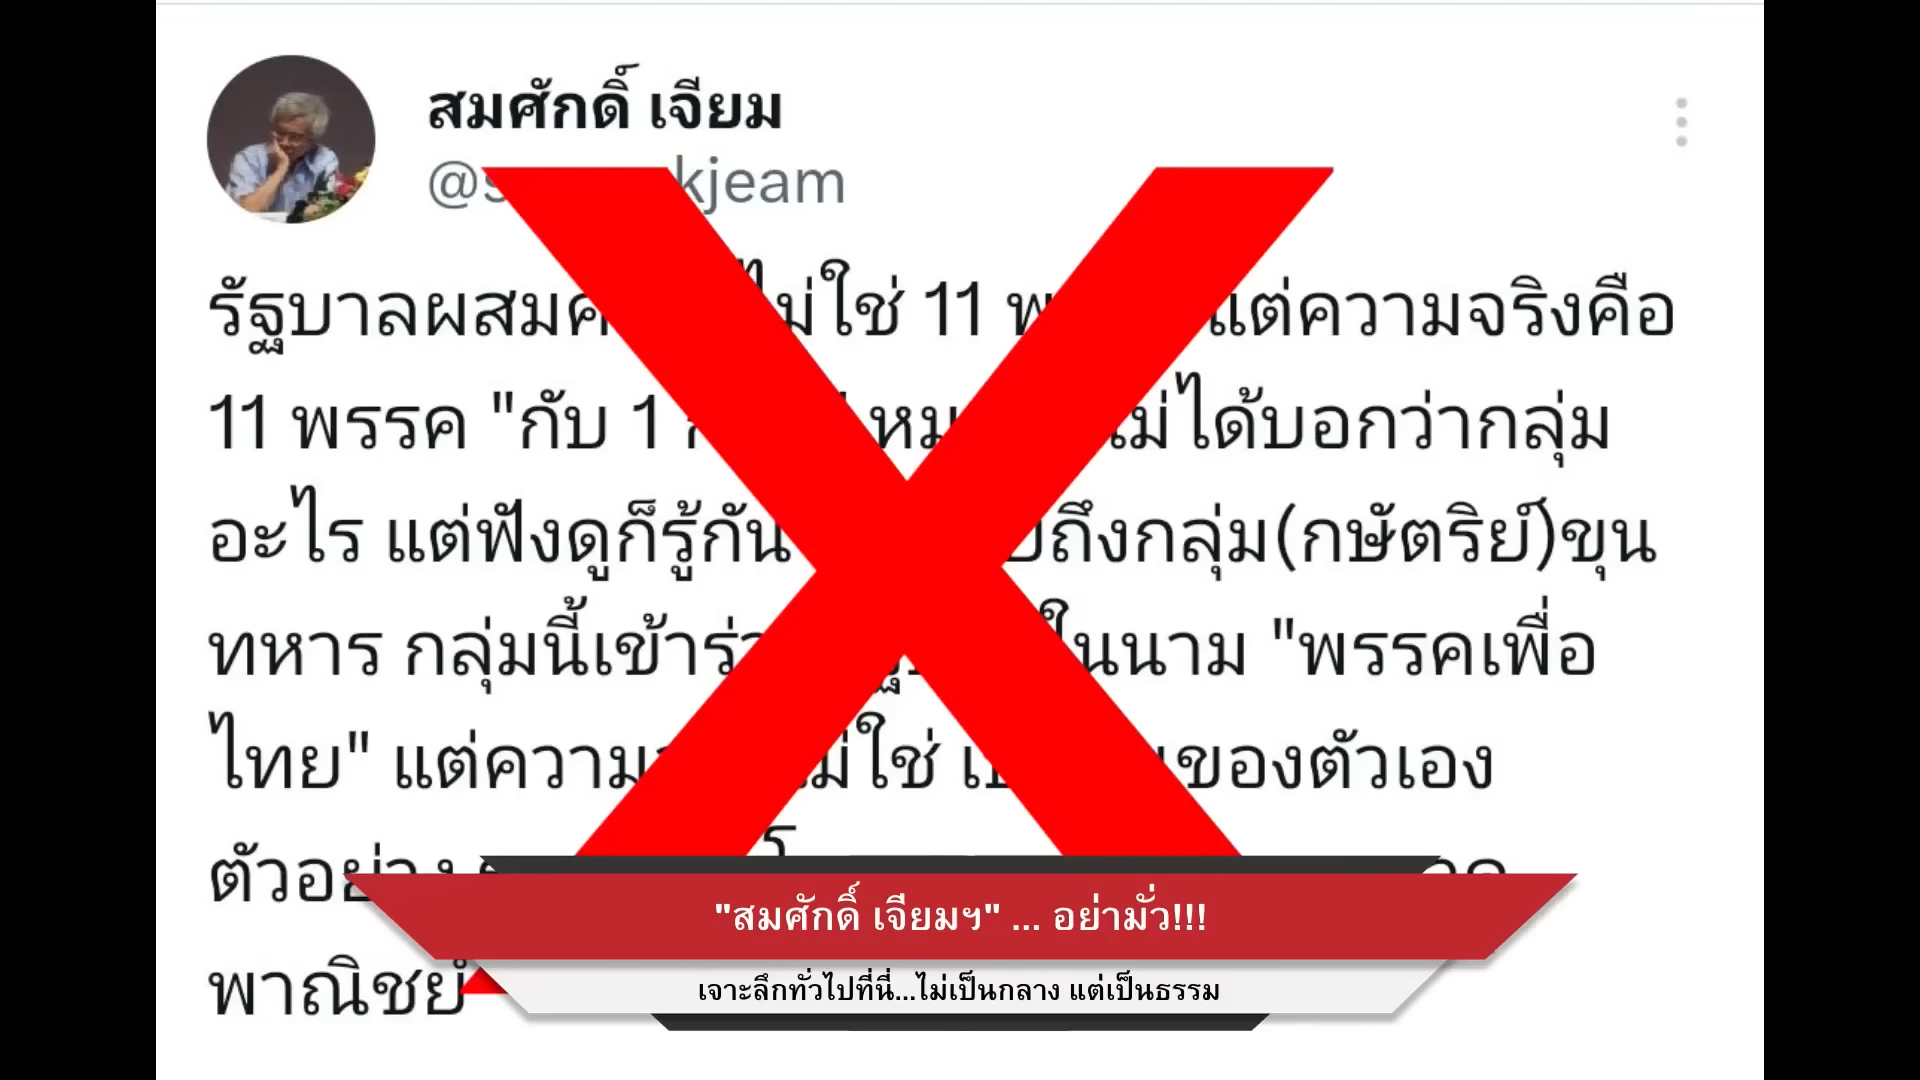 สมศักดิ์ เจียม
รัฐบาลผสม ไม่ใช่ 11 แต่ความจริงคือ
11 พรรค "กับ 1 ไม่ได้บอกว่ากลุ่ม
อะไร แต่ฟังดูก็รู้กัน ถึงกลุ่ม(กษัตริย์)ขุน
ทหาร กลุ่มนี้เข้าร่วม ในนาม "พรรคเพื่อ
ไทย" แต่ความ ไม่ใช่ ของตัวเอง
ตัวอย่าง
พาณิชย์
"สมศักดิ์ เจียมฯ" ... อย่ามั่ว!!!
เจาะลึกทั่วไปที่นี่...ไม่เป็นกลาง แต่เป็นธรรม